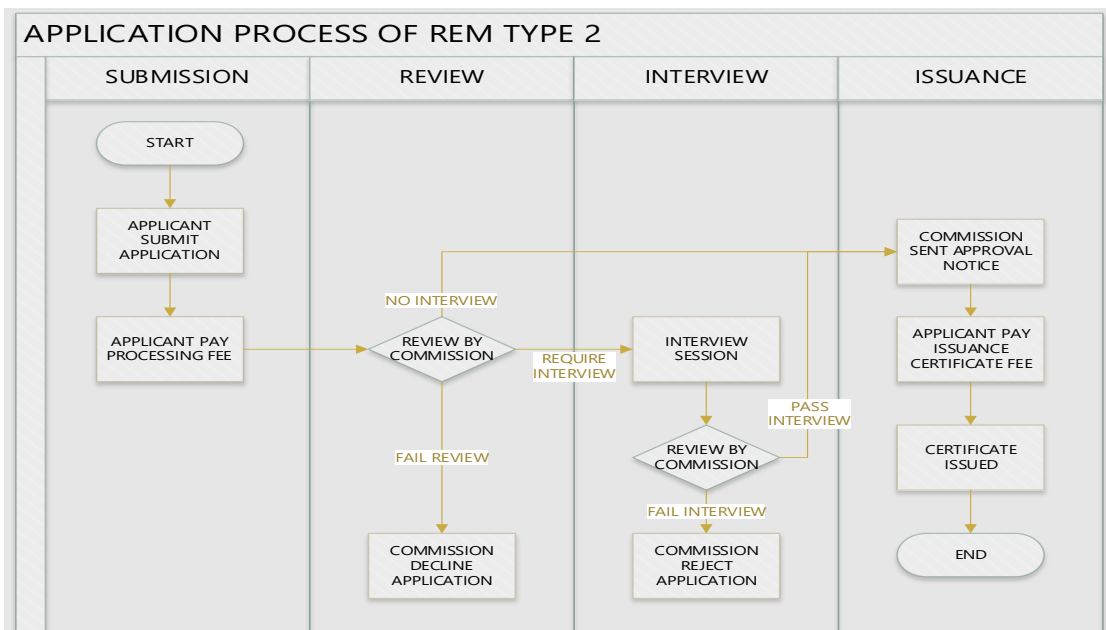 APPLICATION PROCESS OF REM TYPE 2
SUBMISSION
REVIEW
INTERVIEW
ISSUANCE
START
APPLICANT
SUBMIT
APPLICATION
APPLICANT PAY
PROCESSING FEE
NO INTERVIEW
REVIEW BY
COMMISSION
REQUIRE
INTERVIEW
FAIL REVIEW
COMMISSION
DECLINE
APPLICATION
INTERVIEW
SESSION
REVIEW BY
COMMISSION
PASS
INTERVIEW
FAIL INTERVIEW
COMMISSION
REJECT
APPLICATION
COMMISSION
SENT APPROVAL
NOTICE
APPLICANT PAY
ISSUANCE
CERTIFICATE FEE
CERTIFICATE
ISSUED
END